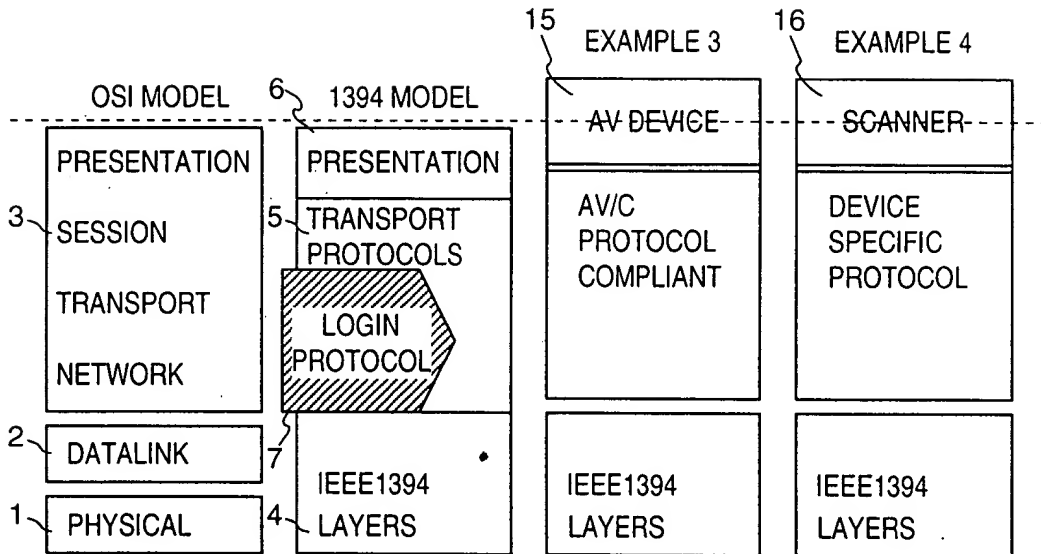 15
EXAMPLE 3
16
EXAMPLE 4
OSI MODEL
6
1394 MODEL
AV DEVICE
SCANNER
PRESENTATION
3
SESSION
TRANSPORT
NETWORK
2
DATALINK
1
PHYSICAL
PRESENTATION
5
TRANSPORT
PROTOCOLS
LOGIN
PROTOCOL
7
IEEE1394
4
LAYERS
AV/C
PROTOCOL
COMPLIANT
IEEE1394
LAYERS
DEVICE
SPECIFIC
PROTOCOL
IEEE1394
LAYERS